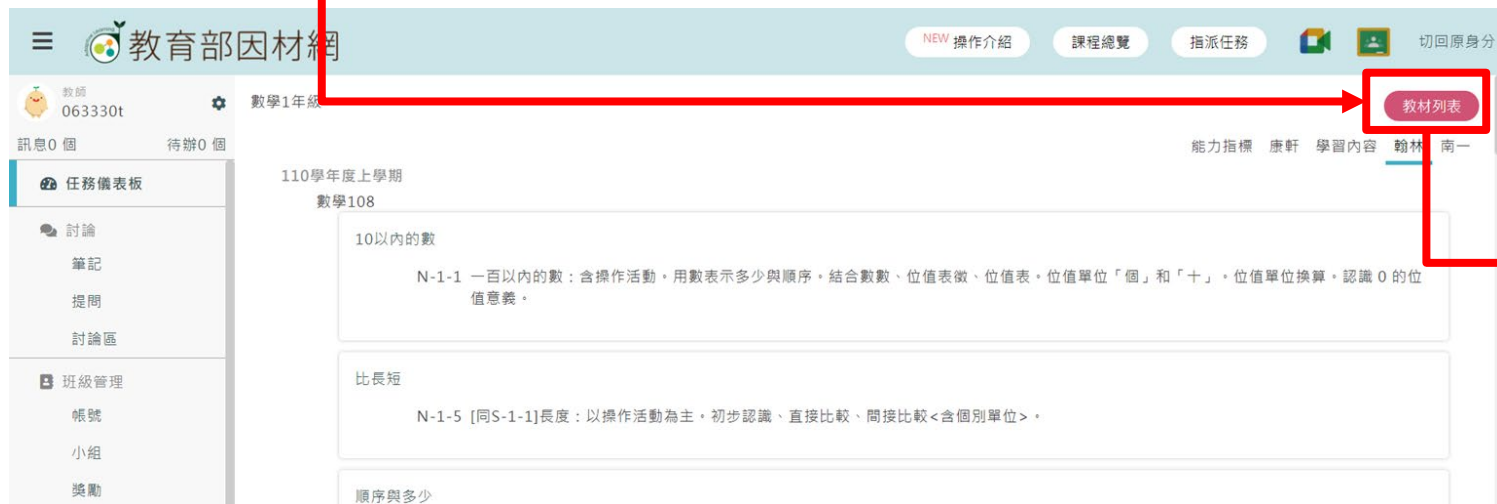 教育部因材網
NEW 操作介紹
課程總覽
指派任務
切回原身分
教師
063330t
訊息0 個
待辦0 個
任務儀表板
討論
筆記
提問
討論區
班級管理
帳號
小組
獎勵
數學1年級
教材列表
能力指標 康軒 學習內容 翰林 南一
110學年度上學期
數學108
10以內的數
N-1-1 一百以內的數：含操作活動。用數表示多少與順序。結合數數、位值表徵、位值表。位值單位「個」和「十」。位值單位換算。認識 0 的位
值意義。
比長短
N-1-5 [同S-1-1]長度：以操作活動為主。初步認識、直接比較、間接比較<含個別單位>。
順序與多少